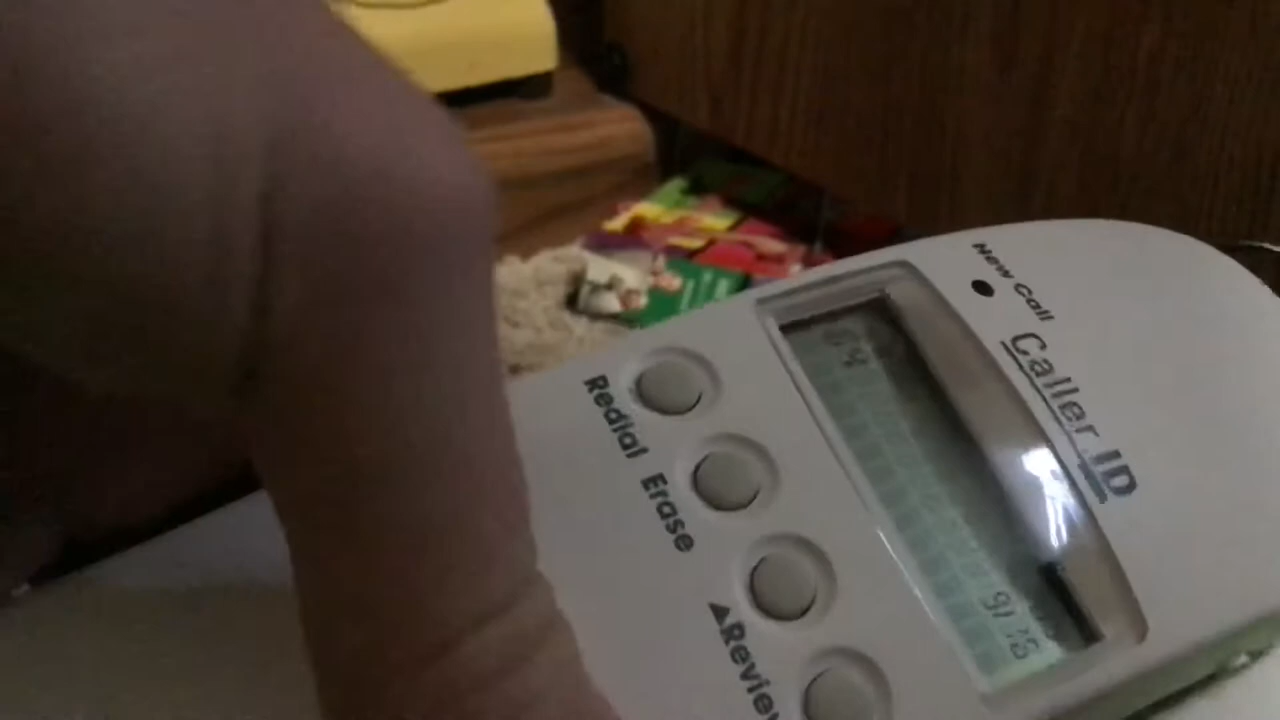 New Call
Caller ID
Redial
Erase
▲Review